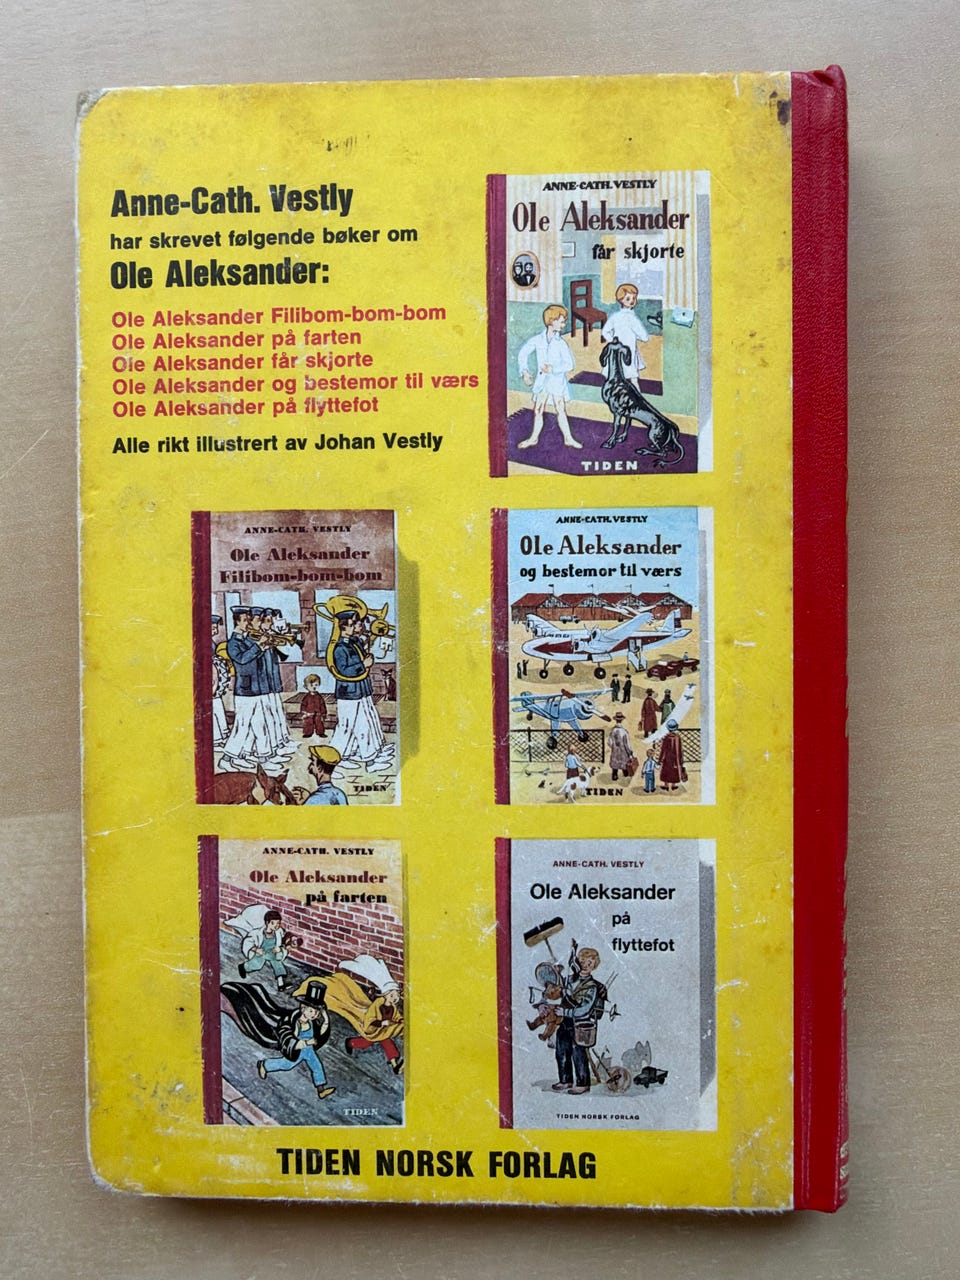 Anne-Cath. Vestly
har skrevet følgende bøker om
Ole Aleksander:
Ole Aleksander Filibom-bom-bom
Ole Aleksander på farten
Ole Aleksander får skjorte
Ole Aleksander og bestemor til værs
Ole Aleksander på flyttefot
Alle rikt illustrert av Johan Vestly
ANNE-CATH. VESTLY
Ole Aleksander
får skjorte
TIDEN
ANNE-CATH. VESTLY
Ole Aleksander
Filibom-bom-bom
TIDEN
ANNE-CATH. VESTLY
Ole Aleksander
og bestemor til værs
TIDEN
ANNE-CATH. VESTLY
Ole Aleksander
på farten
TIDEN
ANNE-CATH. VESTLY
Ole Aleksander
på
flyttefot
TIDEN NORSK FORLAG
TIDEN NORSK FORLAG